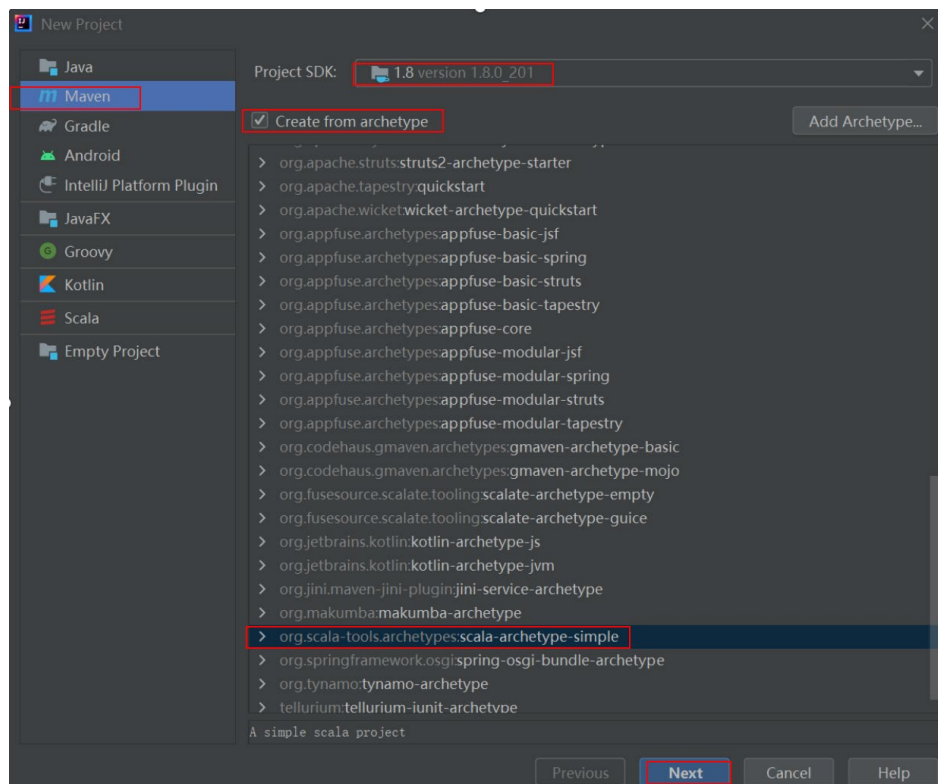 New Project
Java
Maven
Gradle
Android
IntelliJ Platform Plugin
JavaFX
Groovy
Kotlin
Scala
Empty Project
Project SDK: 1.8 version 1.8.0_201
Create from archetype
Add Archetype...
org.apache.struts:struts2-archetype-starter
org.apache.tapestry:quickstart
org.apache.wicket:wicket-archetype-quickstart
org.appfuse.archetypes:appfuse-basic-jsf
org.appfuse.archetypes:appfuse-basic-spring
org.appfuse.archetypes:appfuse-basic-struts
org.appfuse.archetypes:appfuse-basic-tapestry
org.appfuse.archetypes:appfuse-core
org.appfuse.archetypes:appfuse-modular-jsf
org.appfuse.archetypes:appfuse-modular-spring
org.appfuse.archetypes:appfuse-modular-struts
org.appfuse.archetypes:appfuse-modular-tapestry
org.codehaus.gmaven.archetypes:gmaven-archetype-basic
org.codehaus.gmaven.archetypes:gmaven-archetype-mojo
org.fusesource.scalate.tooling:scalate-archetype-empty
org.fusesource.scalate.tooling:scalate-archetype-guice
org.jetbrains.kotlin:kotlin-archetype-js
org.jetbrains.kotlin:kotlin-archetype-jvm
org.jini.maven-jini-plugin:jini-service-archetype
org.makumba:makumba-archetype
org.scala-tools.archetypes:scala-archetype-simple
org.springframework.osgi:spring-osgi-bundle-archetype
org.tynamo:tynamo-archetype
tellurium:tellurium-junit-archetype
A simple scala project
Previous
Next
Cancel
Help